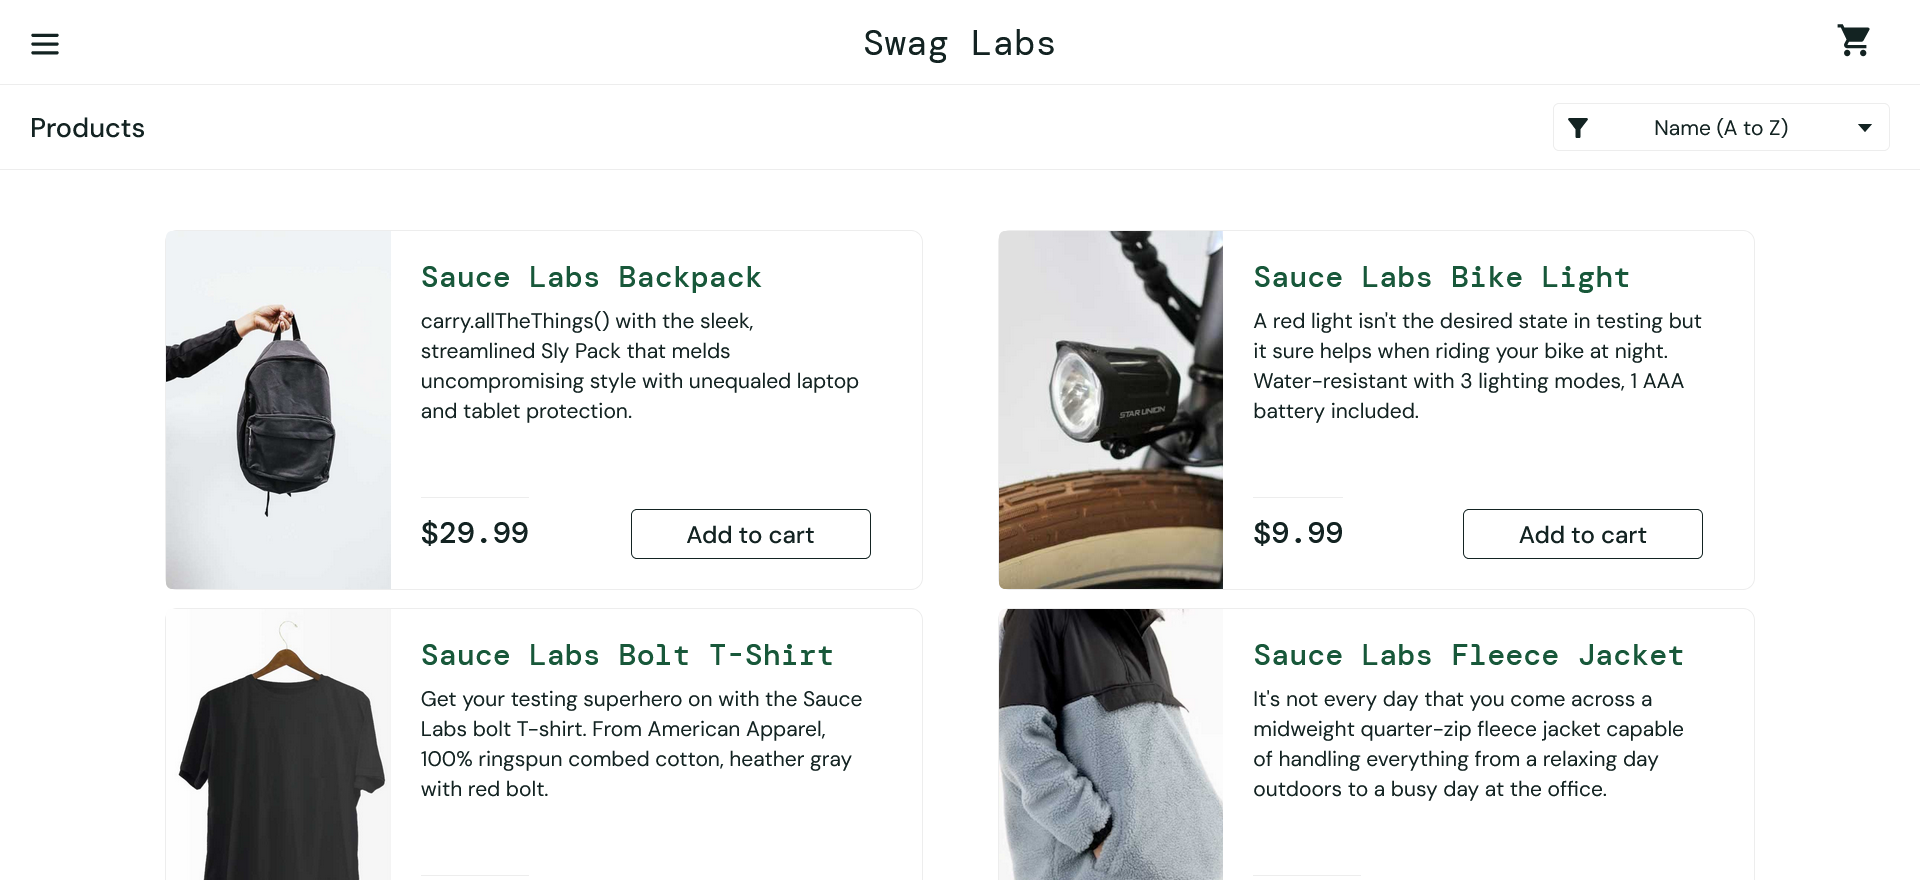 Swag Labs
Products
Name (A to Z)
Sauce Labs Backpack
carry.allTheThings() with the sleek,
streamlined Sly Pack that melds
uncompromising style with unequaled laptop
and tablet protection.
$29.99
Add to cart
STAR UNION
Sauce Labs Bike Light
A red light isn't the desired state in testing but
it sure helps when riding your bike at night.
Water-resistant with 3 lighting modes, 1 AAA
battery included.
$9.99
Add to cart
Sauce Labs Bolt T-Shirt
Get your testing superhero on with the Sauce
Labs bolt T-shirt. From American Apparel,
100% ringspun combed cotton, heather gray
with red bolt.
Sauce Labs Fleece Jacket
It's not every day that you come across a
midweight quarter-zip fleece jacket capable
of handling everything from a relaxing day
outdoors to a busy day at the office.